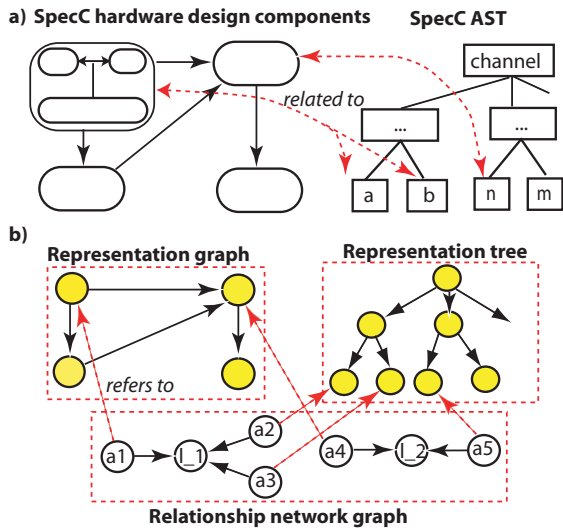 a) SpecC hardware design components SpecC AST
channel
related to
... ...
a b n m
b)
Representation graph Representation tree
refers to
a1 l_1 a2 a3 a4 l_2 a5
Relationship network graph